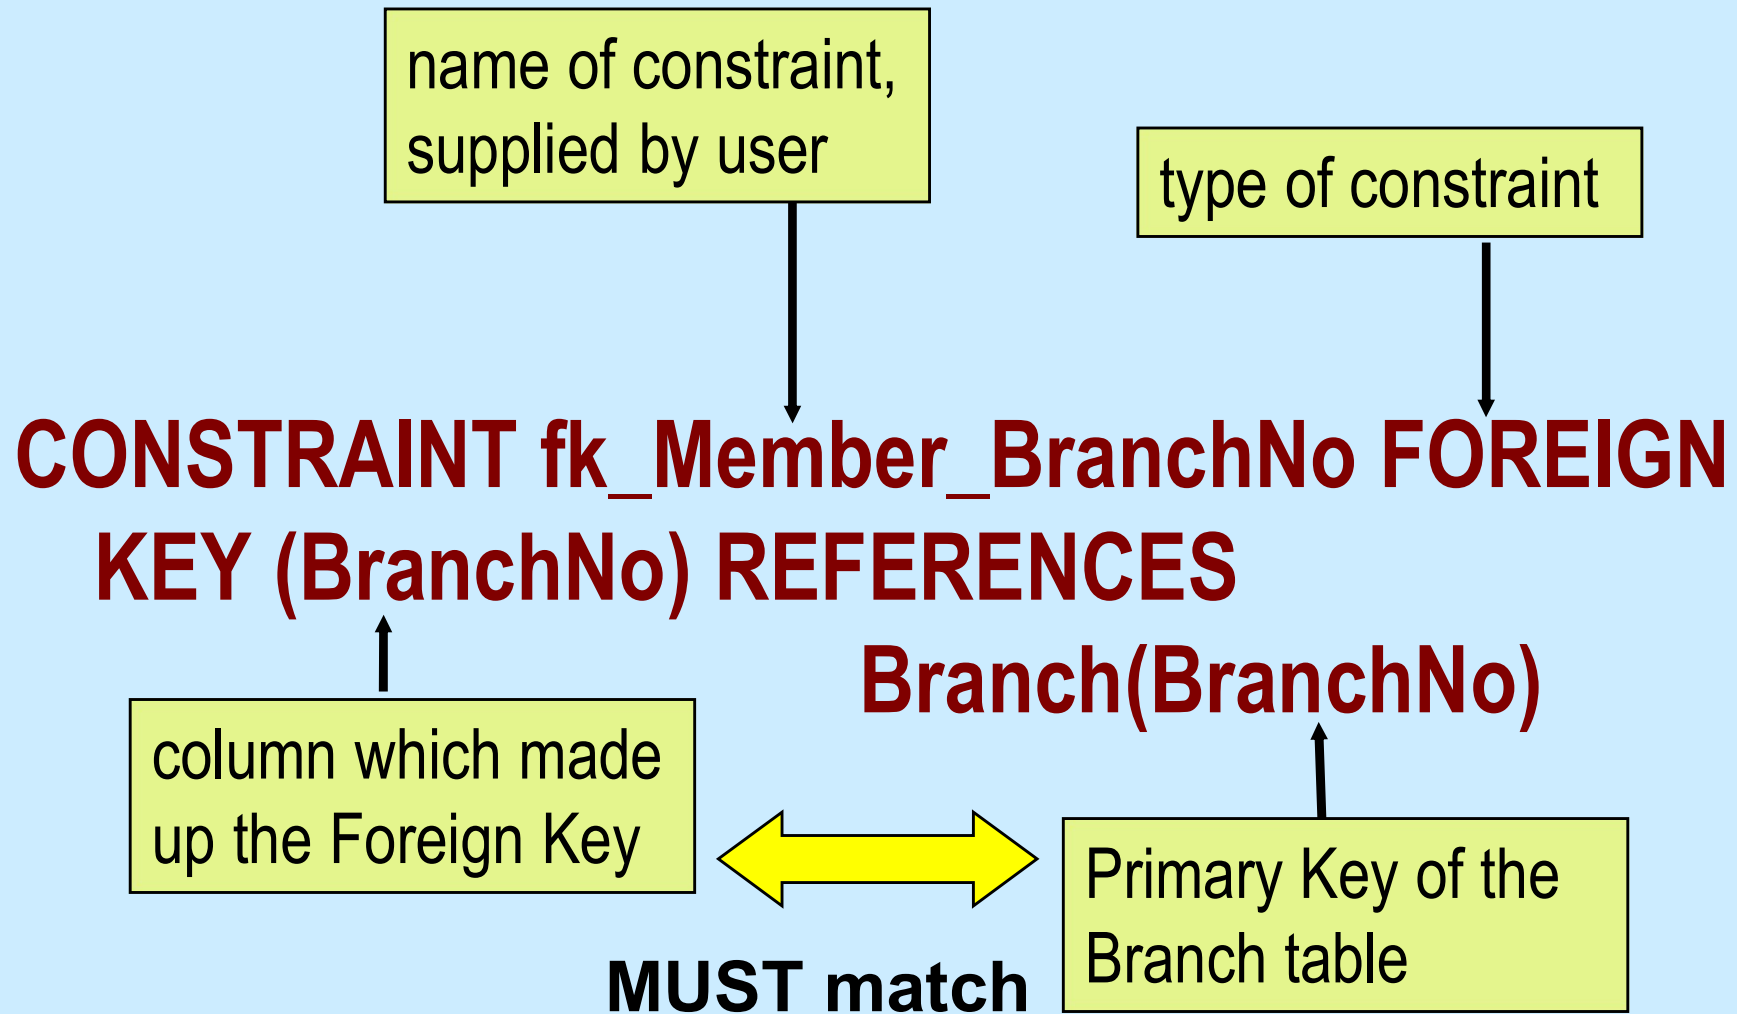 name of constraint,
supplied by user
type of constraint
CONSTRAINT fk_Member_BranchNo FOREIGN
KEY (BranchNo) REFERENCES
Branch(BranchNo)
column which made
up the Foreign Key
Primary Key of the
Branch table
MUST match